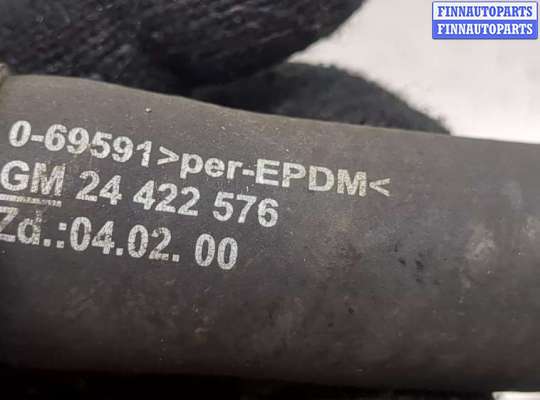 FINNAUTOPARTS
FINNAUTOPARTS
0-69591>per-EPDM<
GM 24 422 576
Zd.:04.02. 00